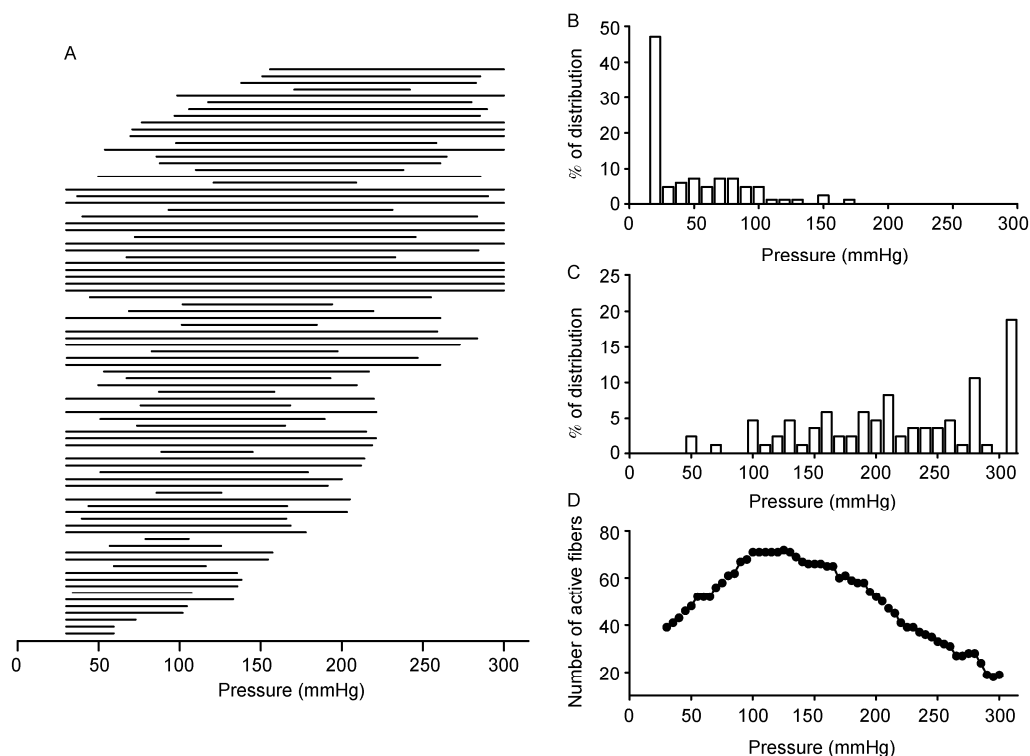 A
0 50 100 150 200 250 300
Pressure (mmHg)
B
50
40
30
20
10
0
% of distribution
0 50 100 150 200 250 300
Pressure (mmHg)
C
25
20
15
10
5
0
% of distribution
50 100 150 200 250 300
Pressure (mmHg)
D
80
60
40
20
Number of active fibers
0 50 100 150 200 250 300
Pressure (mmHg)